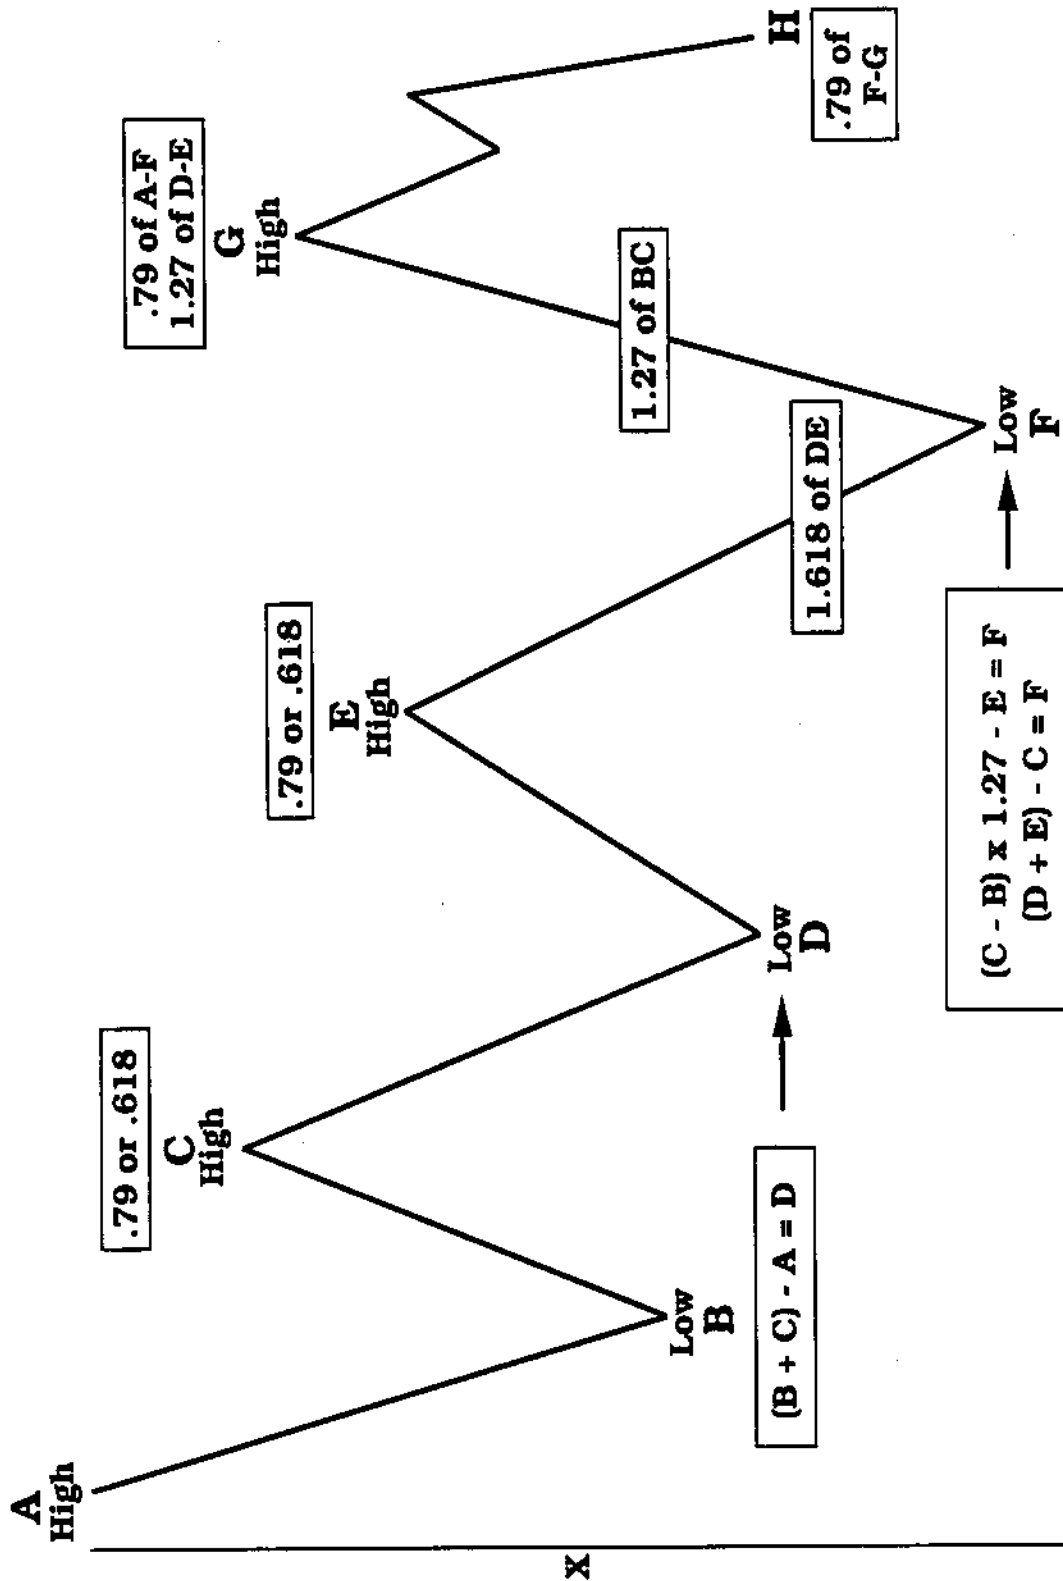 A
High
X
Low
B
(B + C) - A = D
.79 or .618
C
High
Low
D
.79 or .618
E
High
1.618 of DE
(C - B) x 1.27 - E = F
(D + E) - C = F
Low
F
1.27 of BC
.79 of A-F
1.27 of D-E
G
High
H
.79 of
F-G